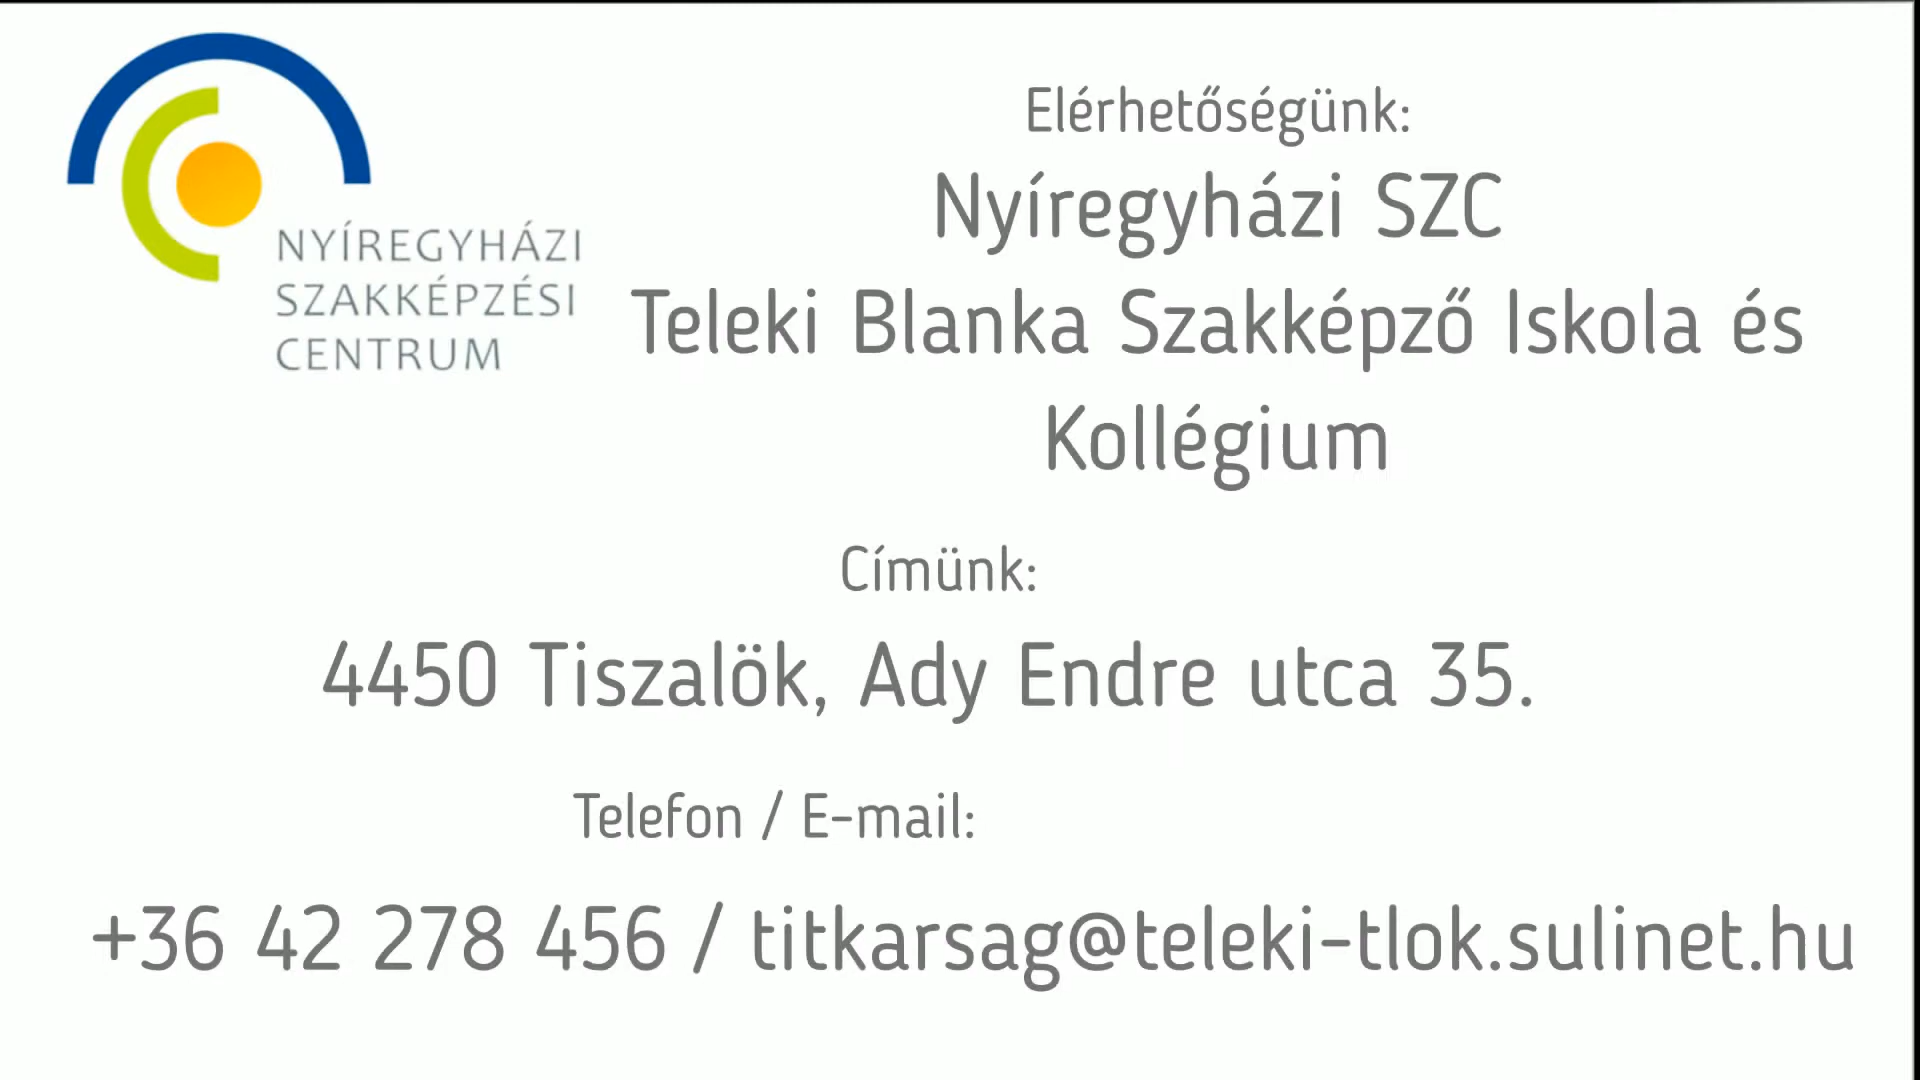 NYÍREGYHÁZI
SZAKKÉPZÉSI
CENTRUM
Elérhetőségünk:
Nyíregyházi SZC
Teleki Blanka Szakképző Iskola és
Kollégium
Címünk:
4450 Tiszalök, Ady Endre utca 35.
Telefon / E-mail:
+36 42 278 456 / titkarsag@teleki-tlok.sulinet.hu